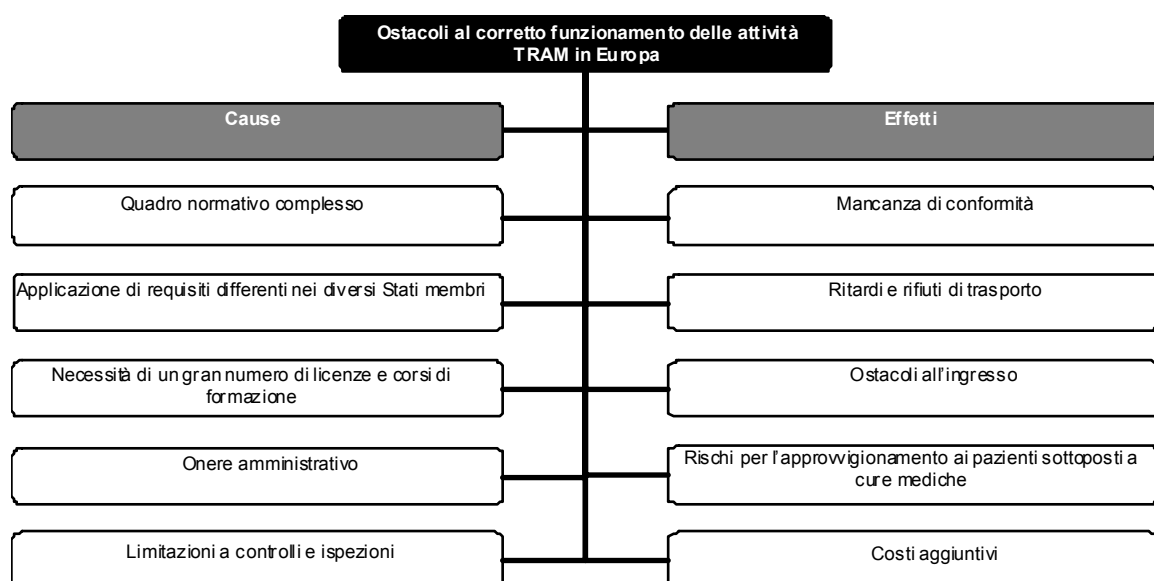 Ostacoli al corretto funzionamento delle attività
TRAM in Europa
Cause
Effetti
Quadro normativo complesso
Mancanza di conformità
Applicazione di requisiti differenti nei diversi Stati membri
Ritardi e rifiuti di trasporto
Necessità di un gran numero di licenze e corsi di
formazione
Ostacoli all'ingresso
Onere amministrativo
Rischi per l'approvvigionamento ai pazienti sottoposti a
cure mediche
Limitazioni a controlli e ispezioni
Costi aggiuntivi